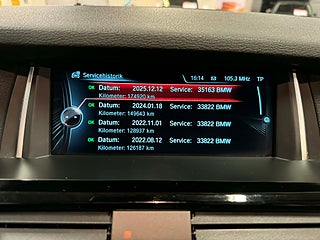 Servicehistorik
16:14 105.3 MHz TP
OK Datum: 2025.12.12 Service: 35163 BMW
Kilometer: 174920 km
OK Datum: 2024.01.18 Service: 33822 BMW
Kilometer: 149643 km
OK Datum: 2022.11.01 Service: 33822 BMW
Kilometer: 128937 km
OK Datum: 2022.08.12 Service: 33822 BMW
Kilometer: 126187 km